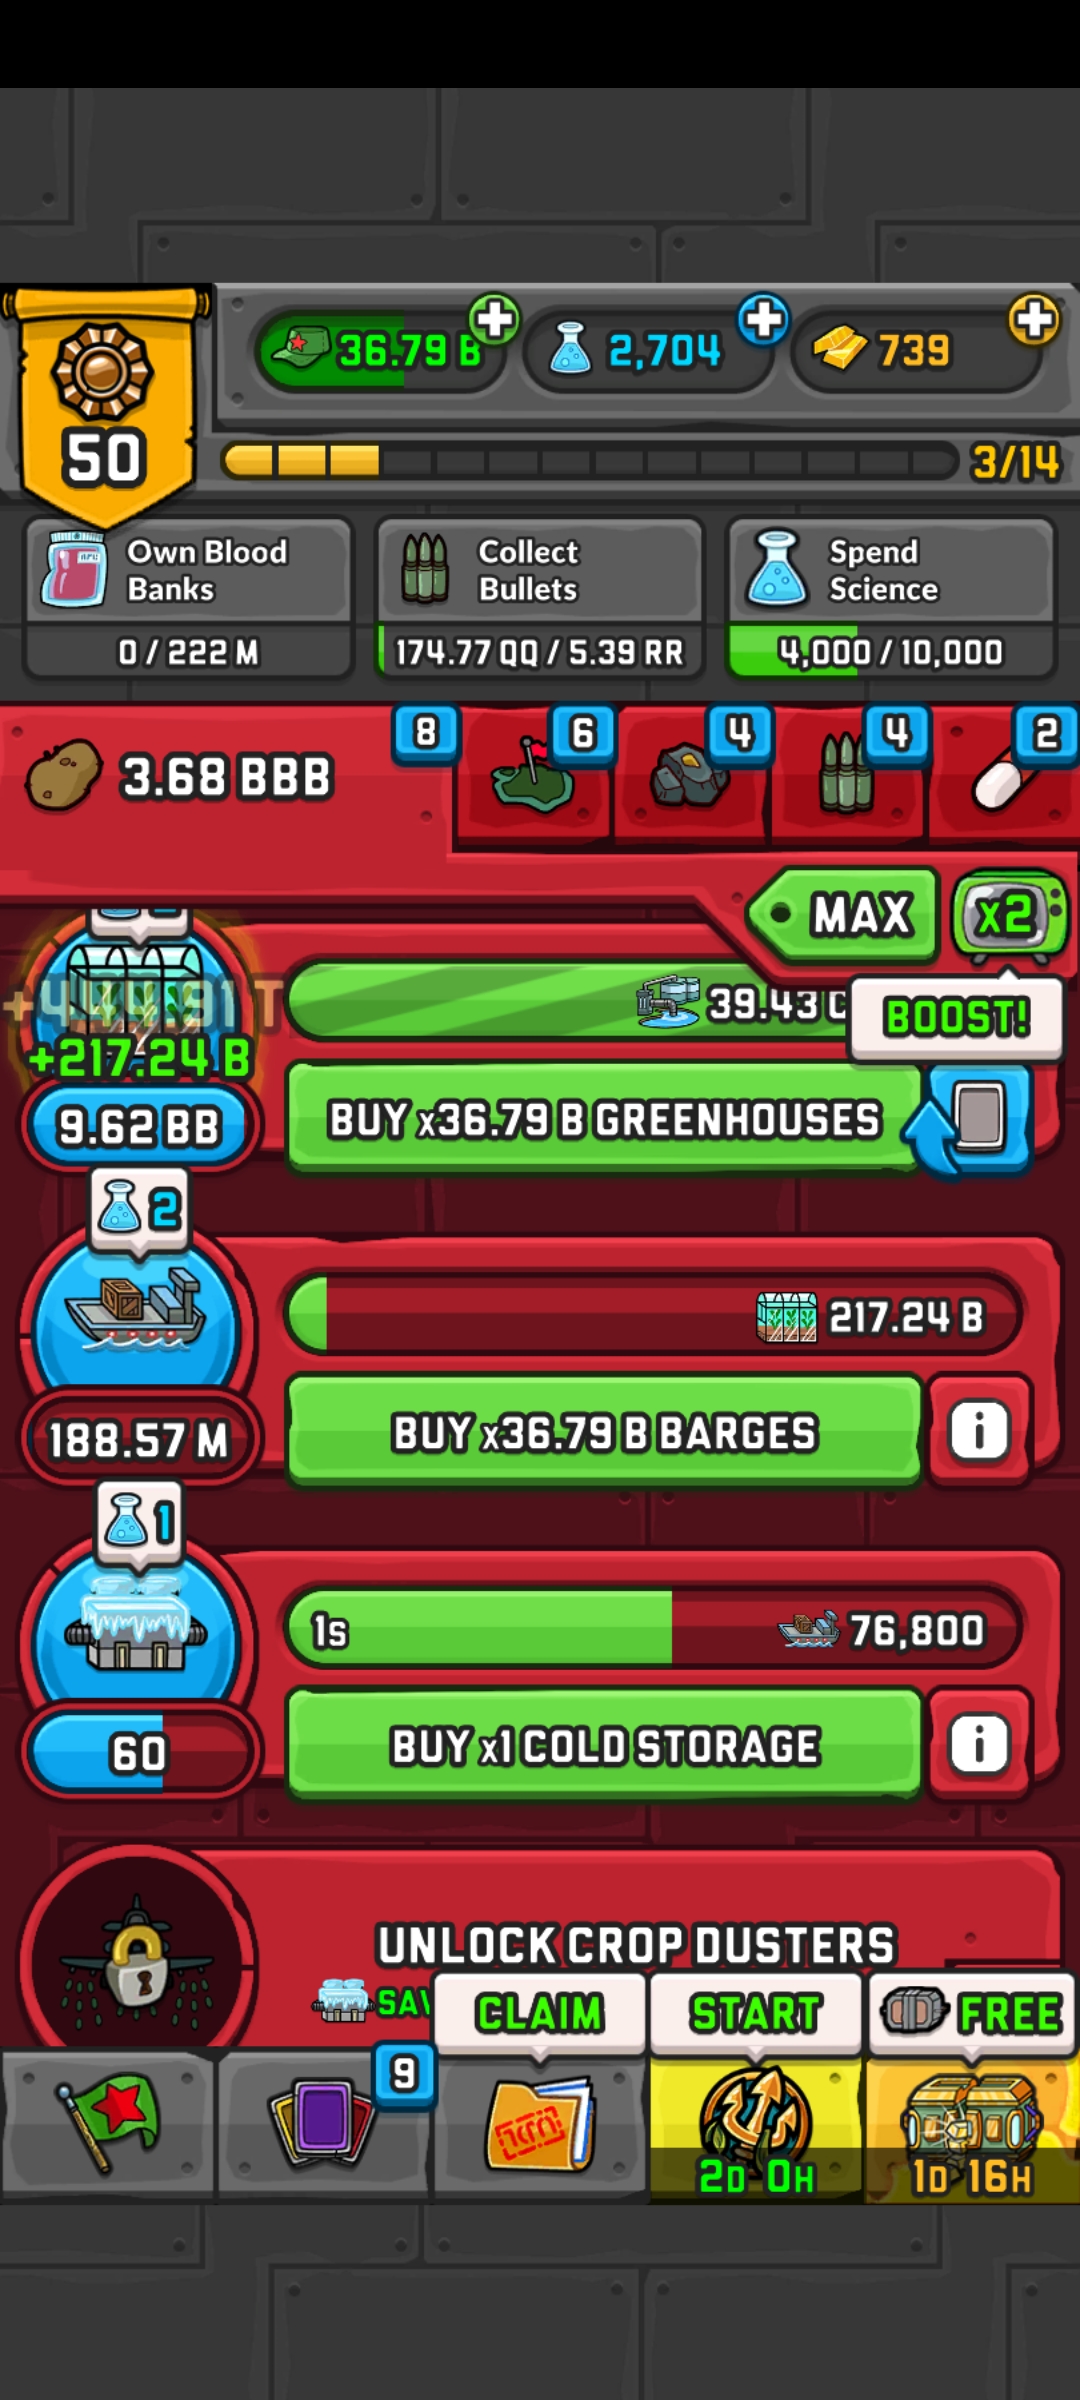 36.79 B
2,704
739
50
3/14
Own Blood
Banks
Collect
Bullets
Spend
Science
0 / 222 M
174.77 QQ / 5.39 RR
4,000 / 10,000
3.68 BBB
8
6
4
4
2
MAX
x2
39.43
BOOST!
+217.24 B
9.62 BB
BUY x36.79 B GREENHOUSES
2
217.24 B
188.57 M
BUY x36.79 B BARGES
i
1
1s
76,800
60
BUY x1 COLD STORAGE
i
UNLOCK CROP DUSTERS
CLAIM
START
FREE
9
2D 0H
1D 16H